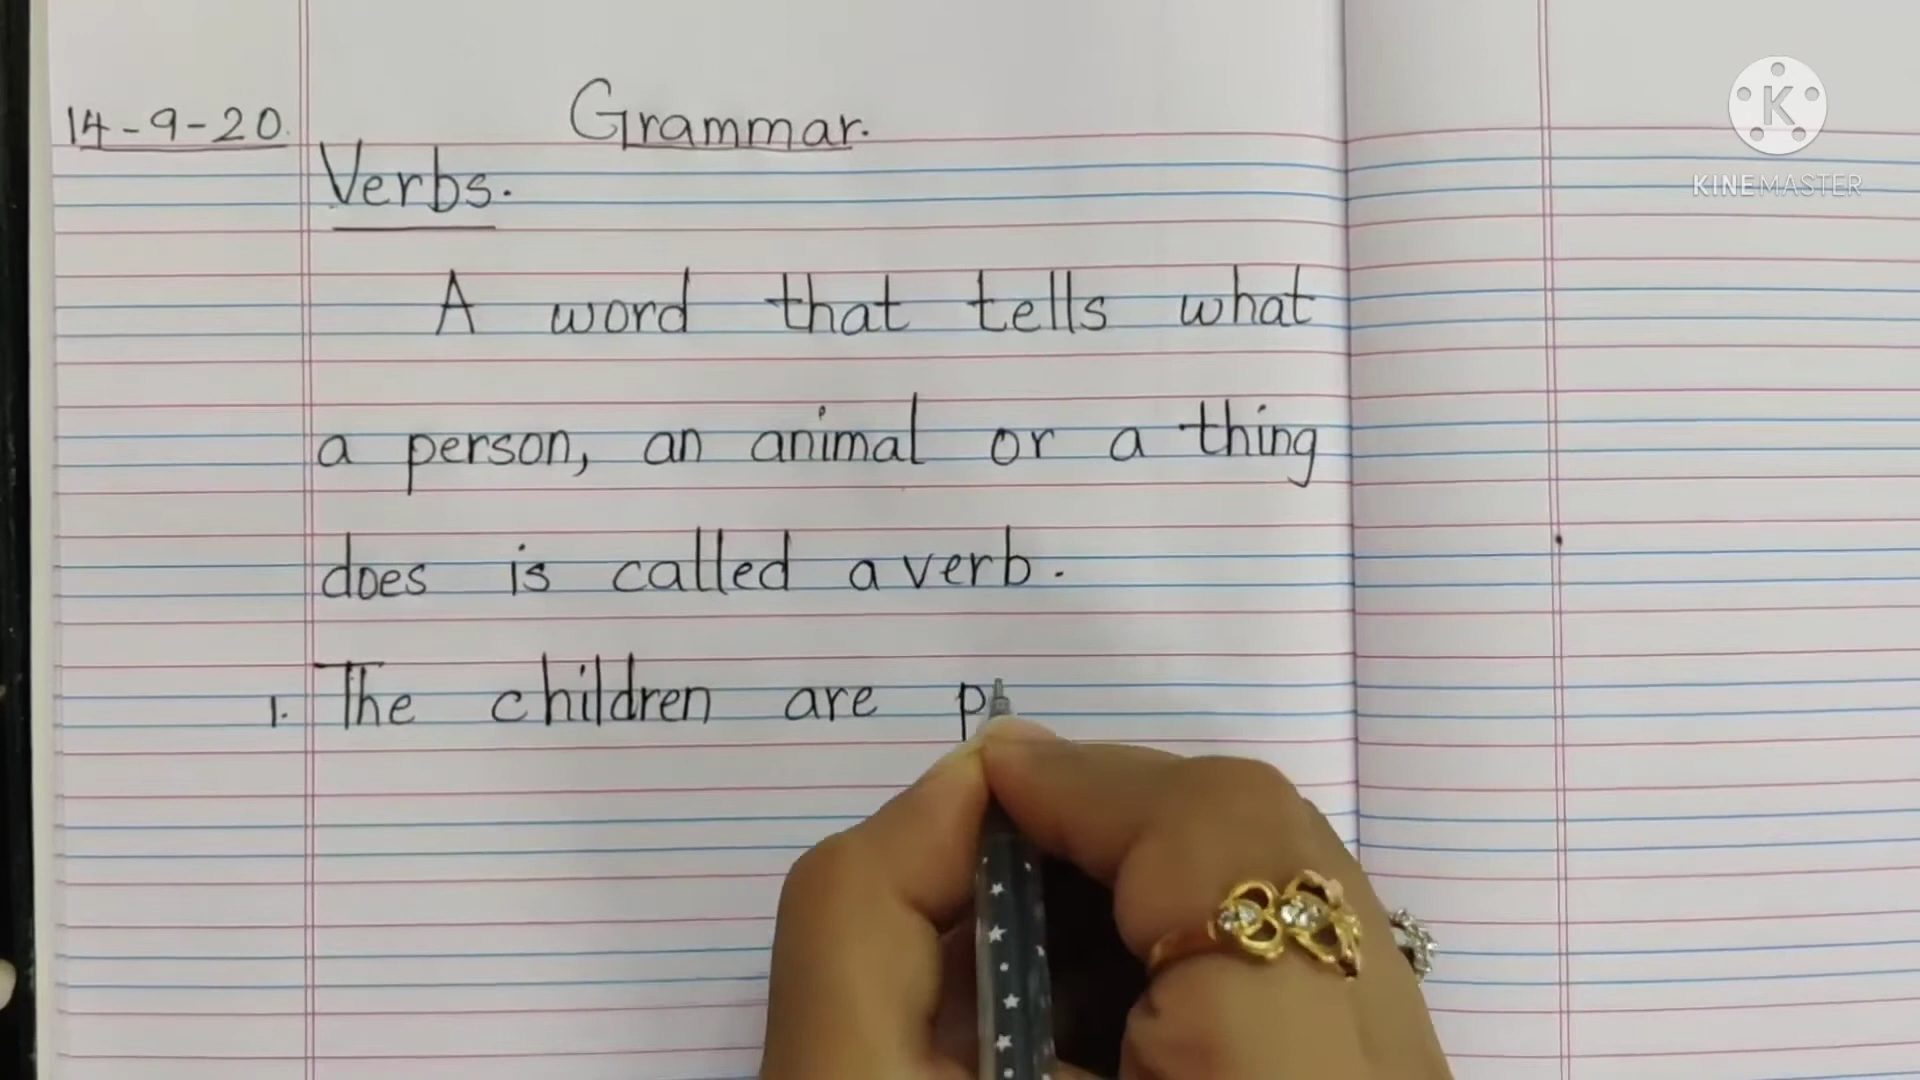 14-9-20. Grammar.
Verbs.
A word that tells what
a person, an animal or a thing
does is called a verb.
1. The children are p
K
KINEMASTER